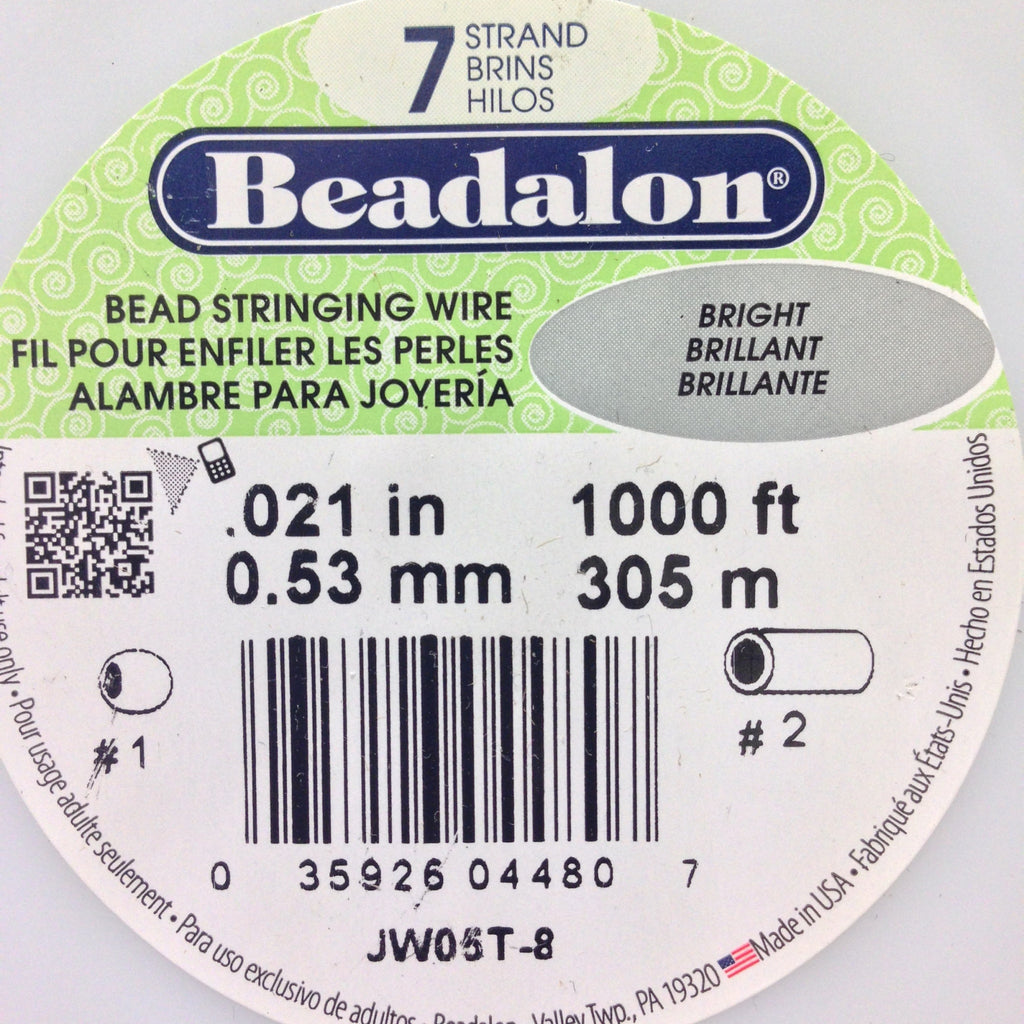 7
STRAND
BRINS
HILOS
Beadalon®
BEAD STRINGING WIRE
FIL POUR ENFILER LES PERLES
ALAMBRE PARA JOYERÍA
BRIGHT
BRILLANT
BRILLANTE
.021 in 1000 ft
0.53 mm 305 m
# 1
# 2
0 35926 04480 7
JW05T-8
use only • Pour usage adulte seulement • Para uso exclusivo de adultos • Beadalon Valley Twp., PA 19320 Made in USA • Fabriqué aux États-Unis • Hecho en Estados Unidos